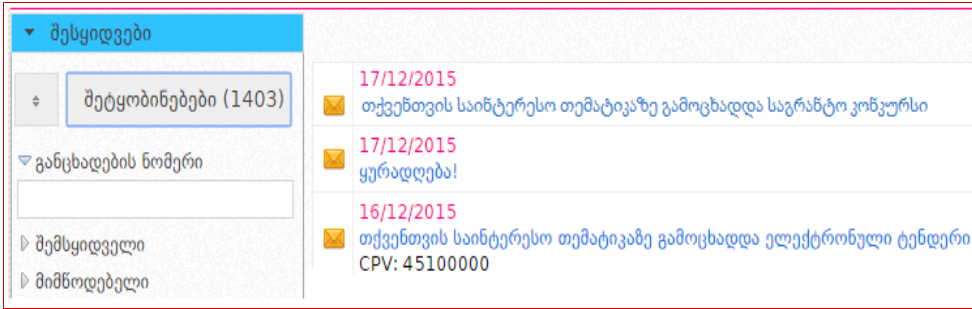 შესყიდვები
შეტყობინებები (1403)
განცხადების ნომერი
შემსყიდველი
მიმწოდებელი
17/12/2015
თქვენთვის საინტერესო თემატიკაზე გამოცხადდა საგრანტო კონკურსი
17/12/2015
ყურადღება!
16/12/2015
თქვენთვის საინტერესო თემატიკაზე გამოცხადდა ელექტრონული ტენდერი
CPV: 45100000